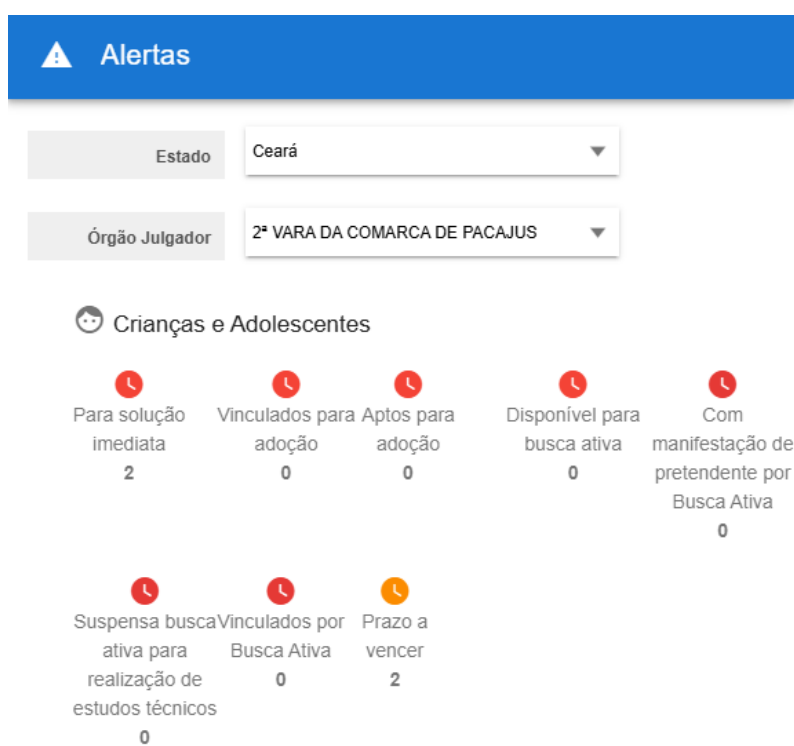 Alertas
Estado
Ceará
Órgão Julgador
2ª VARA DA COMARCA DE PACAJUS
Crianças e Adolescentes
Para solução
imediata
2
Vinculados para
adoção
0
Aptos para
adoção
0
Disponível para
busca ativa
0
Com
manifestação de
pretendente por
Busca Ativa
0
Suspensa busca
ativa para
realização de
estudos técnicos
0
Vinculados por
Busca Ativa
0
Prazo a
vencer
2